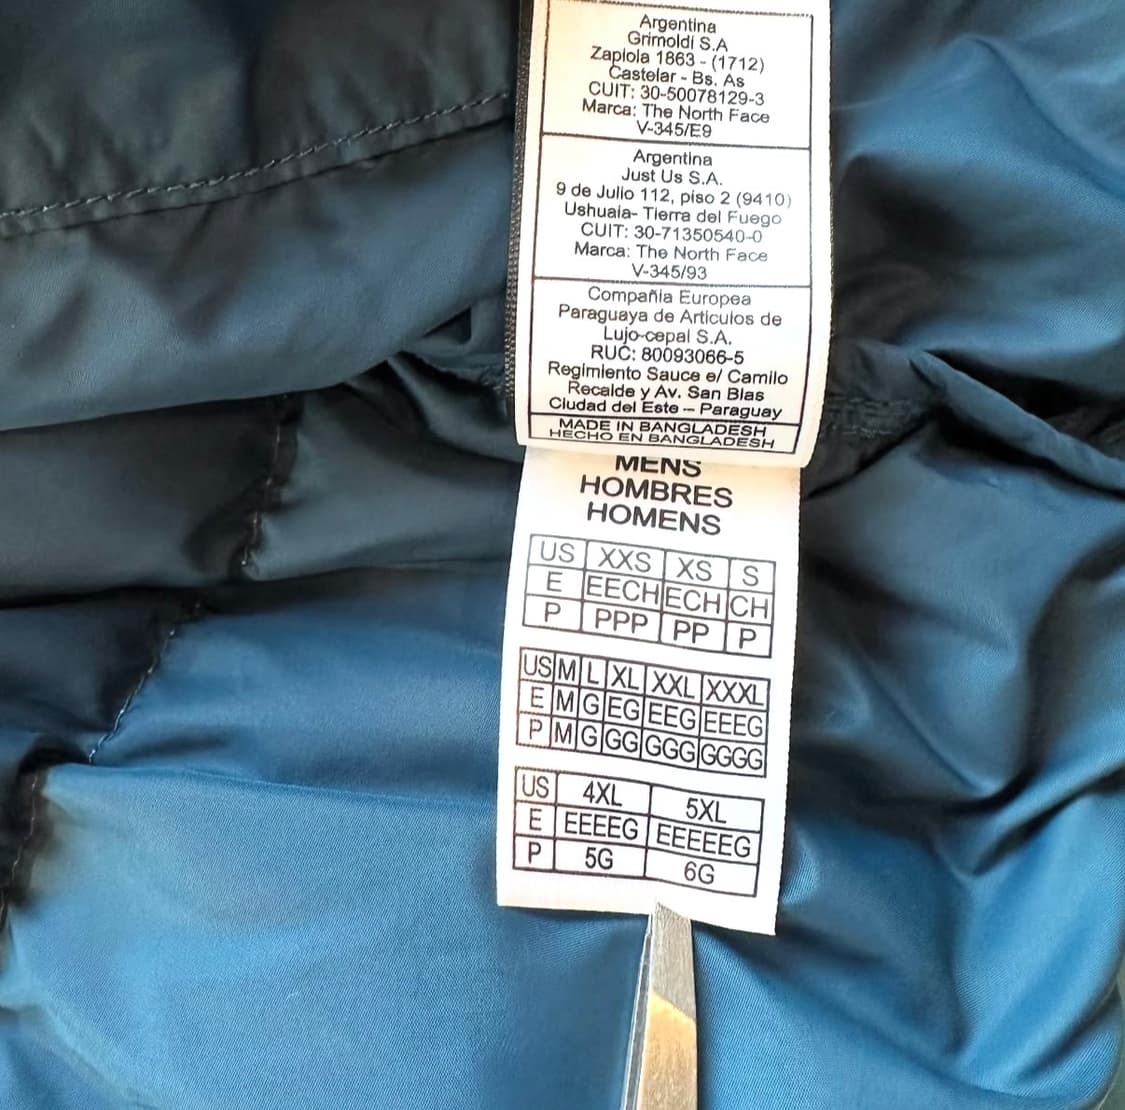 Argentina
Grimoldi S.A
Zapiola 1863 - (1712)
Castelar - Bs. As
CUIT: 30-50078129-3
Marca: The North Face
V-345/E9
Argentina
Just Us S.A.
9 de Julio 112, piso 2 (9410)
Ushuaia- Tierra del Fuego
CUIT: 30-71350540-0
Marca: The North Face
V-345/93
Compañia Europea
Paraguaya de Articulos de
Lujo-cepal S.A.
RUC: 80093066-5
Regimiento Sauce e/ Camilo
Recalde y Av. San Blas
Ciudad del Este -- Paraguay
MADE IN BANGLADESH
HECHO EN BANGLADESH
MENS
HOMBRES
HOMENS
US XXS XS S
E EECH ECH CH
P PPP PP P
US M L XL XXL XXXL
E M G EG EEG EEEG
P M G GG GGG GGGG
US 4XL 5XL
E EEEEG EEEEEG
P 5G 6G